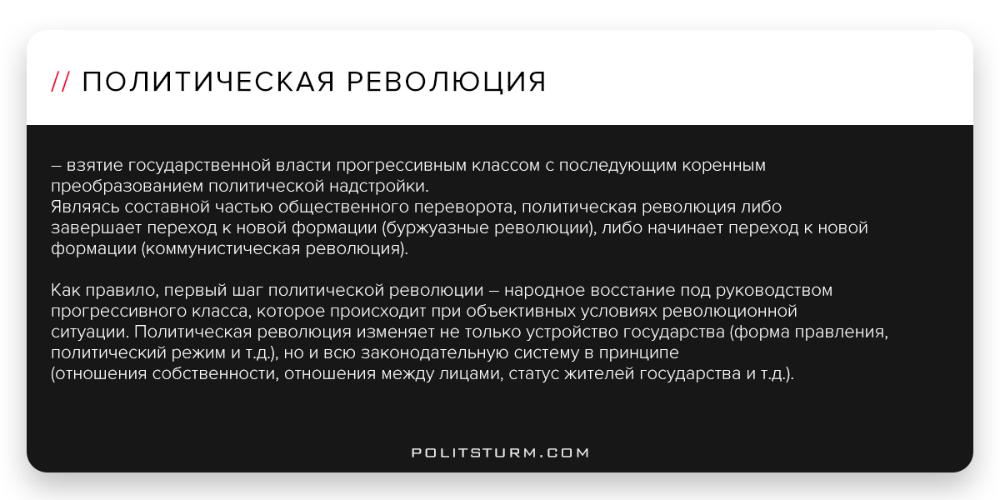 // ПОЛИТИЧЕСКАЯ РЕВОЛЮЦИЯ
– взятие государственной власти прогрессивным классом с последующим коренным
преобразованием политической надстройки.
Являясь составной частью общественного переворота, политическая революция либо
завершает переход к новой формации (буржуазные революции), либо начинает переход к новой
формации (коммунистическая революция).
Как правило, первый шаг политической революции – народное восстание под руководством
прогрессивного класса, которое происходит при объективных условиях революционной
ситуации. Политическая революция изменяет не только устройство государства (форма правления,
политический режим и т.д.), но и всю законодательную систему в принципе
(отношения собственности, отношения между лицами, статус жителей государства и т.д.).
POLITSTURM.COM